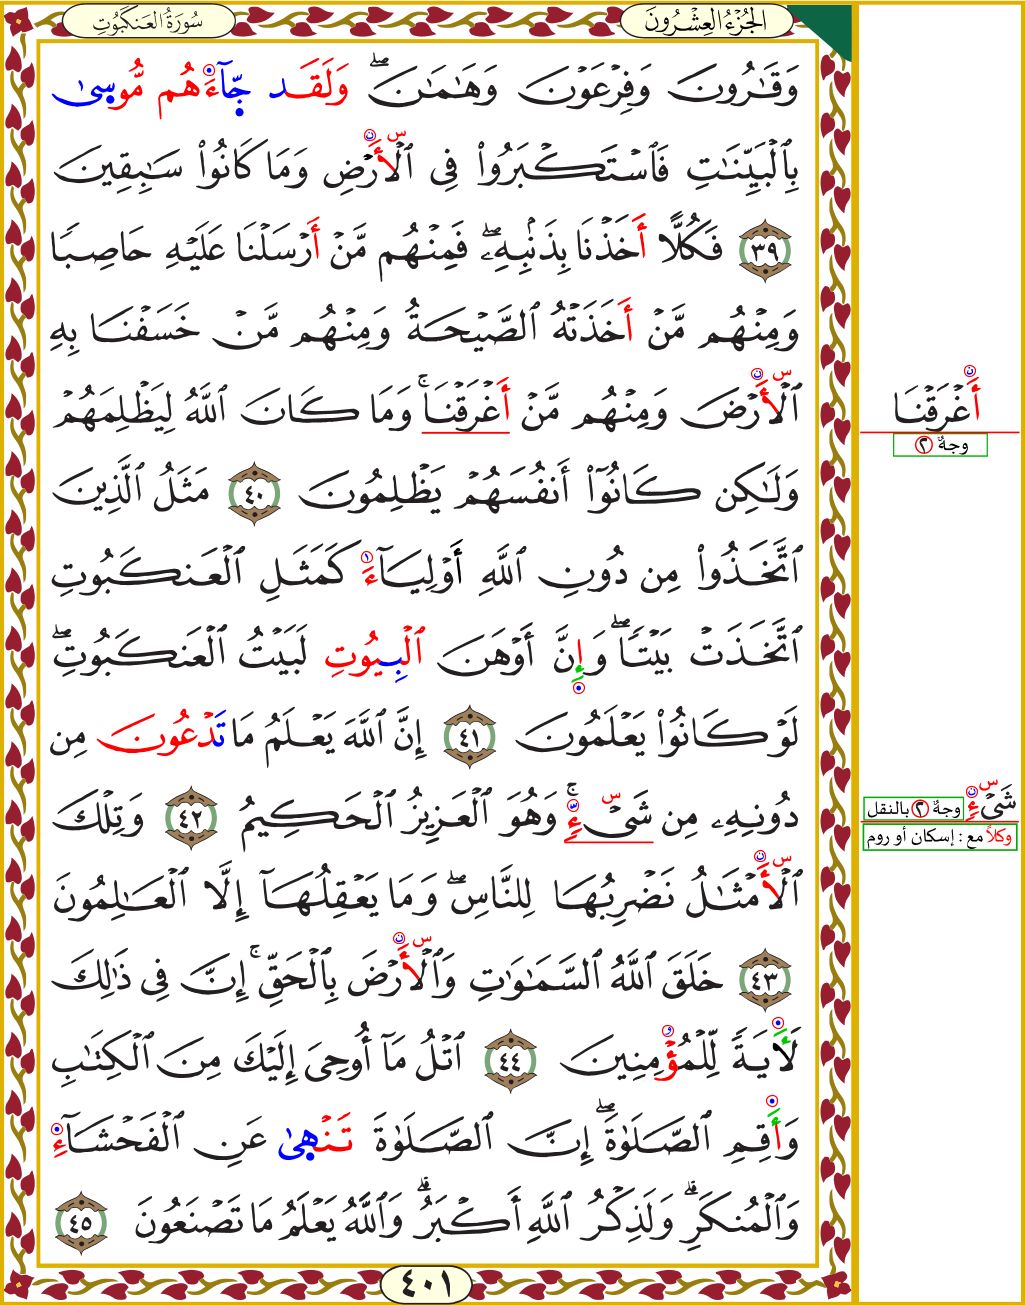 الجُزْءُ العِشْرُونَ
سُورَةُ العَنكَبُوتِ
وَقَٰرُونَ وَفِرْعَوْنَ وَهَٰمَٰنَۖ وَلَقَد جَّآءَهُم مُّوسىٰ
بِٱلْبَيِّنَٰتِ فَٱسْتَكْبَرُوا۟ فِى ٱلْأَرْضِ وَمَا كَانُوا۟ سَٰبِقِينَ
٣٩ فَكُلًّا أَخَذْنَا بِذَنۢبِهِۦۖ فَمِنْهُم مَّنْ أَرْسَلْنَا عَلَيْهِ حَاصِبًا
وَمِنْهُم مَّنْ أَخَذَتْهُ ٱلصَّيْحَةُ وَمِنْهُم مَّنْ خَسَفْنَا بِهِ
ٱلْأَرْضَ وَمِنْهُم مَّنْ أَغْرَقْنَاۚ وَمَا كَانَ ٱللَّهُ لِيَظْلِمَهُمْ
وَلَٰكِن كَانُوٓا۟ أَنفُسَهُمْ يَظْلِمُونَ ٤٠ مَثَلُ ٱلَّذِينَ
ٱتَّخَذُوا۟ مِن دُونِ ٱللَّهِ أَوْلِيَآءَ كَمَثَلِ ٱلْعَنكَبُوتِ
ٱتَّخَذَتْ بَيْتًاۖ وَإِنَّ أَوْهَنَ ٱلْبِيُوتِ لَبَيْتُ ٱلْعَنكَبُوتِۖ
لَوْ كَانُوا۟ يَعْلَمُونَ ٤١ إِنَّ ٱللَّهَ يَعْلَمُ مَا تَدْعُونَ مِن
دُونِهِۦ مِن شَىْءٍۚ وَهُوَ ٱلْعَزِيزُ ٱلْحَكِيمُ ٤٢ وَتِلْكَ
ٱلْأَمْثَٰلُ نَضْرِبُهَا لِلنَّاسِۖ وَمَا يَعْقِلُهَآ إِلَّا ٱلْعَٰلِمُونَ
٤٣ خَلَقَ ٱللَّهُ ٱلسَّمَٰوَٰتِ وَٱلْأَرْضَ بِٱلْحَقِّۚ إِنَّ فِى ذَٰلِكَ
لَأٓيَةً لِّلْمُؤْمِنِينَ ٤٤ ٱتْلُ مَآ أُوحِىَ إِلَيْكَ مِنَ ٱلْكِتَٰبِ
وَأَقِمِ ٱلصَّلَوٰةَۖ إِنَّ ٱلصَّلَوٰةَ تَنْهىٰ عَنِ ٱلْفَحْشَآءِ
وَٱلْمُنكَرِۗ وَلَذِكْرُ ٱللَّهِ أَكْبَرُۗ وَٱللَّهُ يَعْلَمُ مَا تَصْنَعُونَ ٤٥
٤٠١
أَغْرَقْنَا
وجهٌ ٢
شَىْءٍ
وجهٌ ٢ بالنقل
وكلاً مع : إسكان أو روم